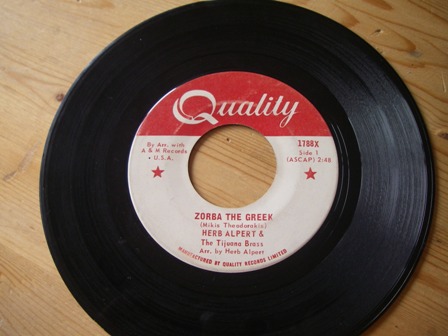 Quality
By Arr. with
A & M Records
• U.S.A.
1788X
Side 1
(ASCAP) 2:48
ZORBA THE GREEK
(Mikis Theodorakis)
HERB ALPERT &
The Tijuana Brass
Arr. by Herb Alpert
MANUFACTURED BY QUALITY RECORDS LIMITED